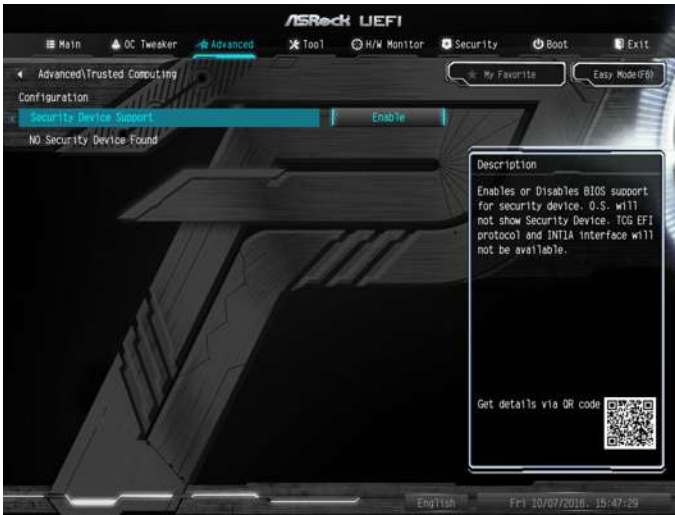 ASRock UEFI
Main OC Tweaker Advanced Tool H/W Monitor Security Boot Exit
Advanced\Trusted Computing
My Favorite
Easy Mode(F6)
Configuration
Security Device Support Enable
NO Security Device Found
Description
Enables or Disables BIOS support
for security device. O.S. will
not show Security Device. TCG EFI
protocol and INT1A interface will
not be available.
Get details via QR code
English
Fri 10/07/2016. 15:47:29